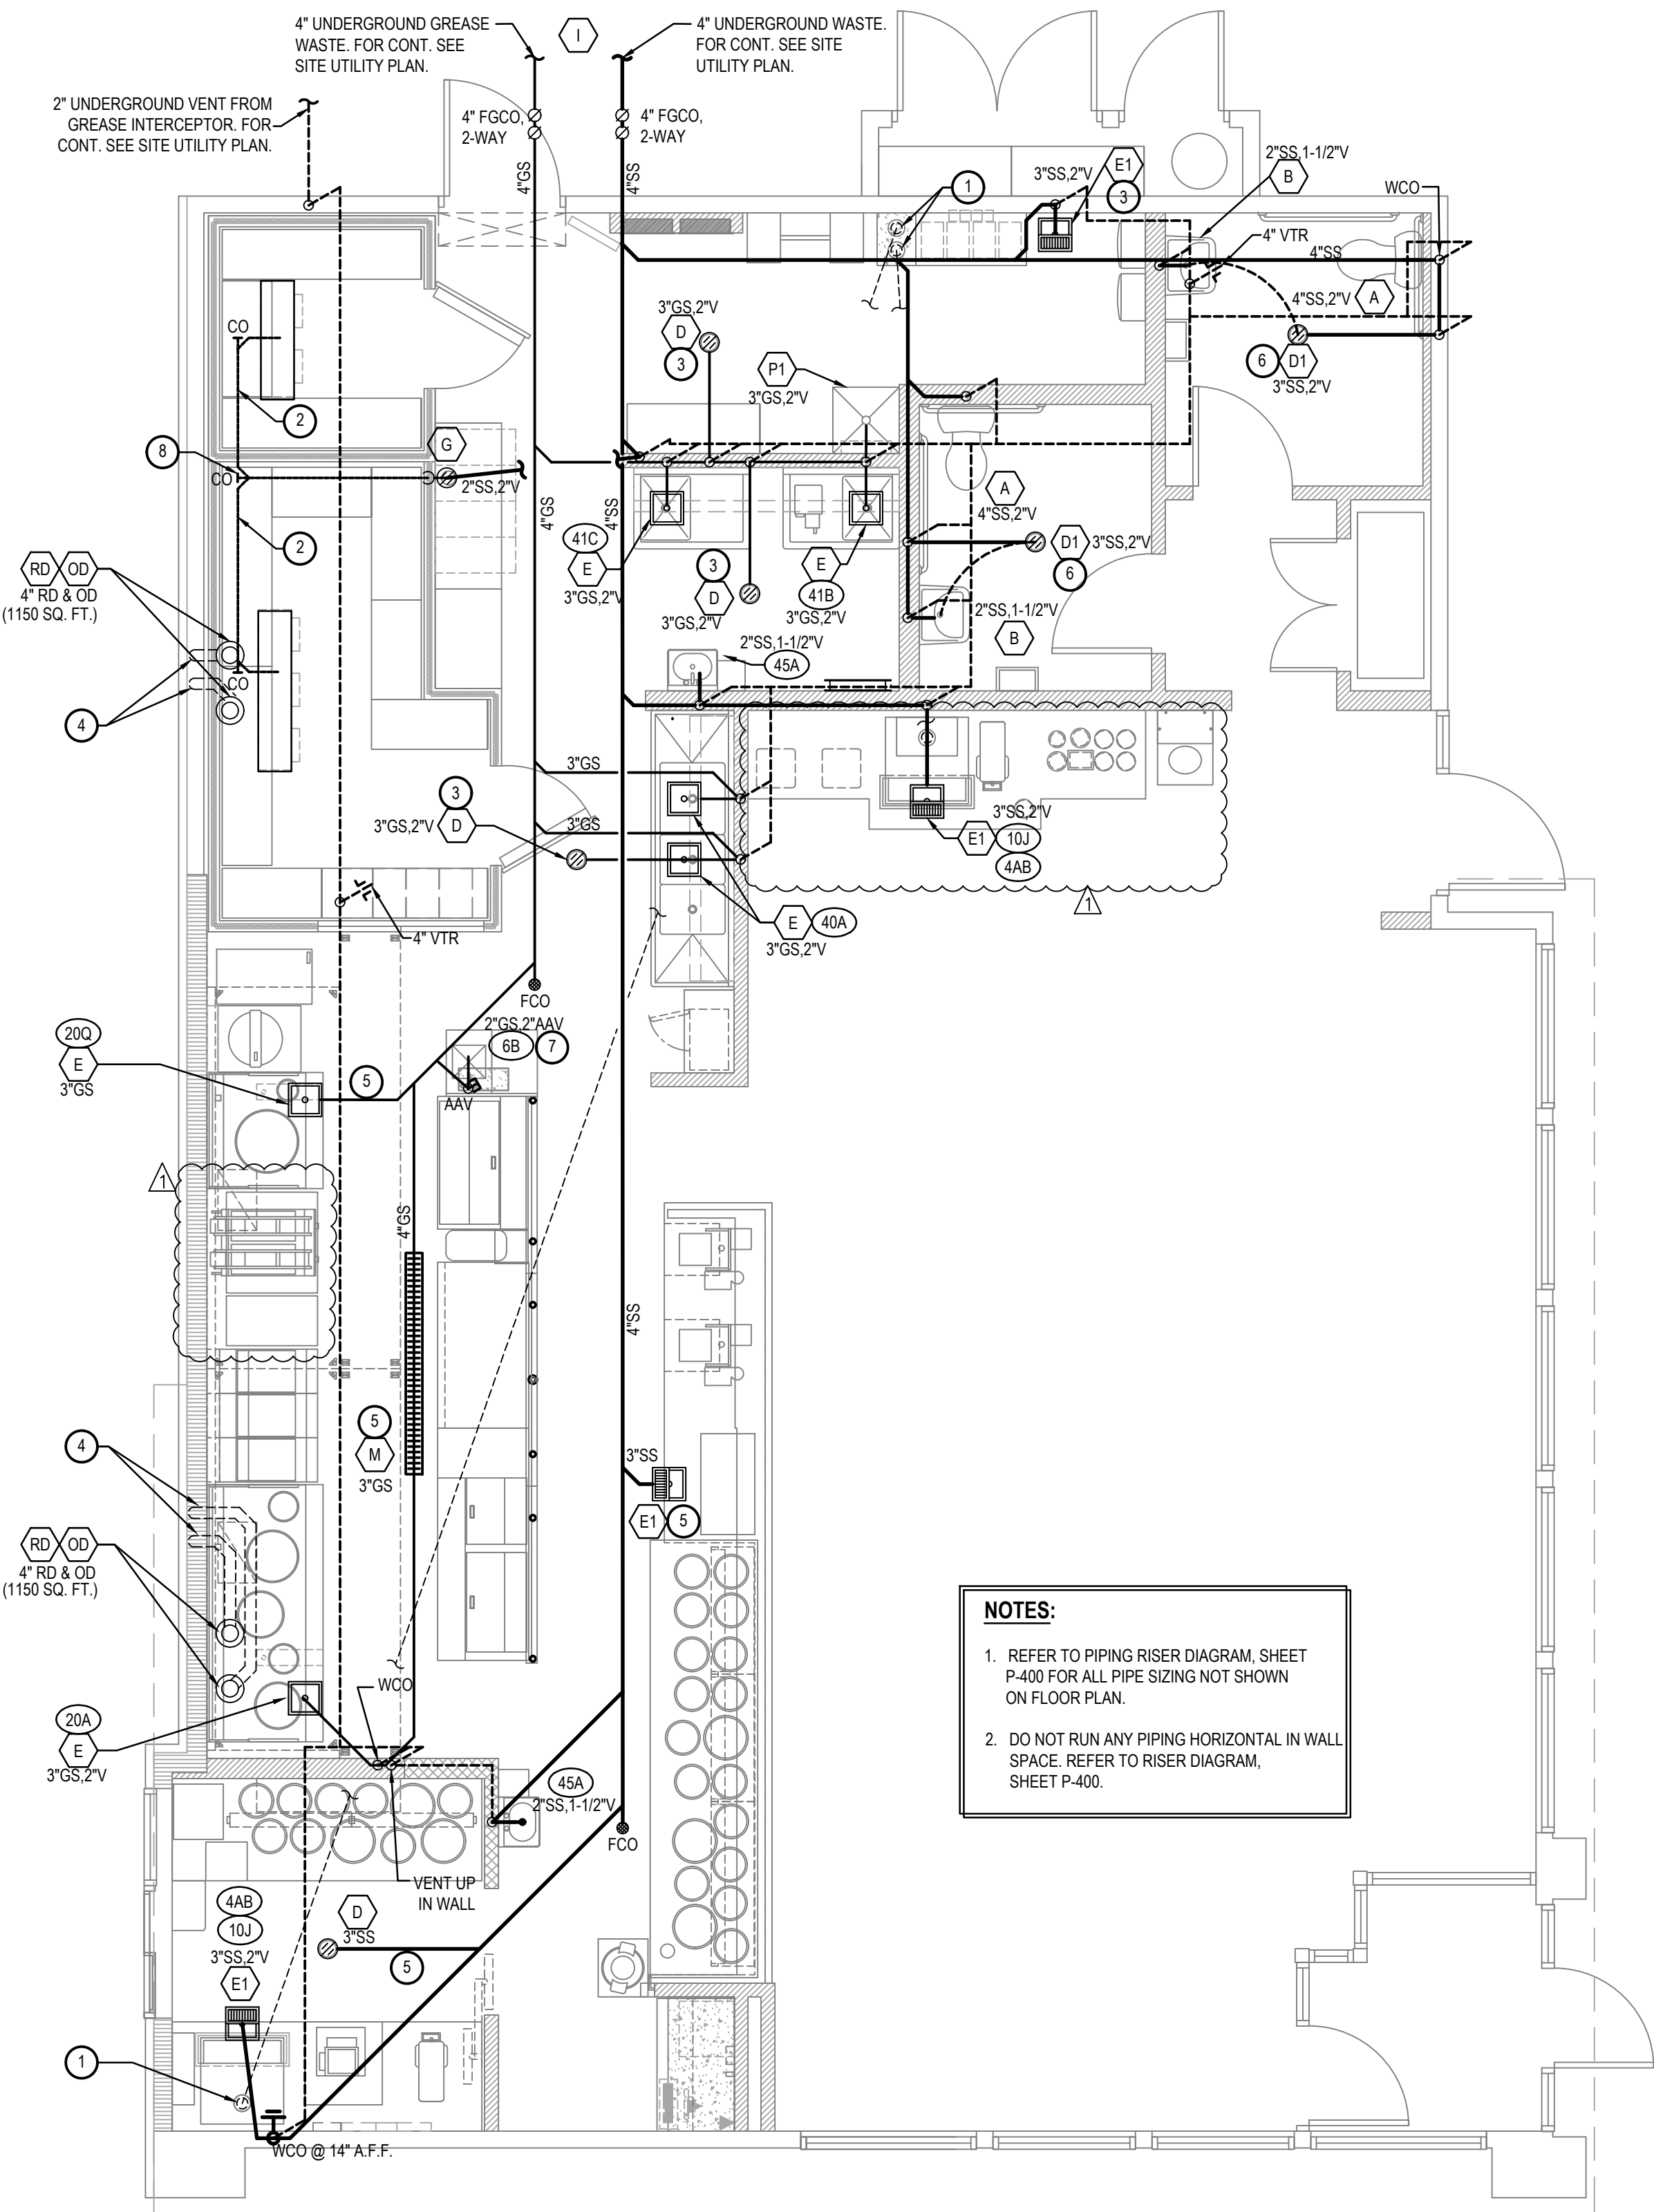 4" UNDERGROUND GREASE
WASTE. FOR CONT. SEE
SITE UTILITY PLAN.
I
4" UNDERGROUND WASTE.
FOR CONT. SEE SITE
UTILITY PLAN.
2" UNDERGROUND VENT FROM
GREASE INTERCEPTOR. FOR
CONT. SEE SITE UTILITY PLAN.
4" FGCO,
2-WAY
4" FGCO,
2-WAY
4"GS
4"SS
1
3"SS,2"V
E1
3
2"SS,1-1/2"V
B
WCO
4" VTR
4"SS
4"SS,2"V
A
6
D1
3"SS,2"V
3"GS,2"V
D
3
P1
3"GS,2"V
CO
2
8
CO
G
2"SS,2"V
2
4"GS
4"SS
41C
E
3"GS,2"V
3
D
3"GS,2"V
E
41B
3"GS,2"V
A
4"SS,2"V
D1
3"SS,2"V
6
2"SS,1-1/2"V
B
RD
OD
4" RD & OD
(1150 SQ. FT.)
CO
4
2"SS,1-1/2"V
45A
3"GS
3
3"GS,2"V
D
3"GS
3"SS,2"V
E1
10J
4AB
1
E
40A
3"GS,2"V
4" VTR
FCO
2"GS,2"AAV
6B
7
AAV
20Q
E
3"GS
5
1
4"GS
4"SS
5
M
3"GS
4
3"SS
E1
5
RD
OD
4" RD & OD
(1150 SQ. FT.)
WCO
20A
E
3"GS,2"V
45A
2"SS,1-1/2"V
FCO
VENT UP
IN WALL
4AB
10J
3"SS,2"V
E1
D
3"SS
5
1
WCO @ 14" A.F.F.
NOTES:
1. REFER TO PIPING RISER DIAGRAM, SHEET
P-400 FOR ALL PIPE SIZING NOT SHOWN
ON FLOOR PLAN.
2. DO NOT RUN ANY PIPING HORIZONTAL IN WALL
SPACE. REFER TO RISER DIAGRAM,
SHEET P-400.